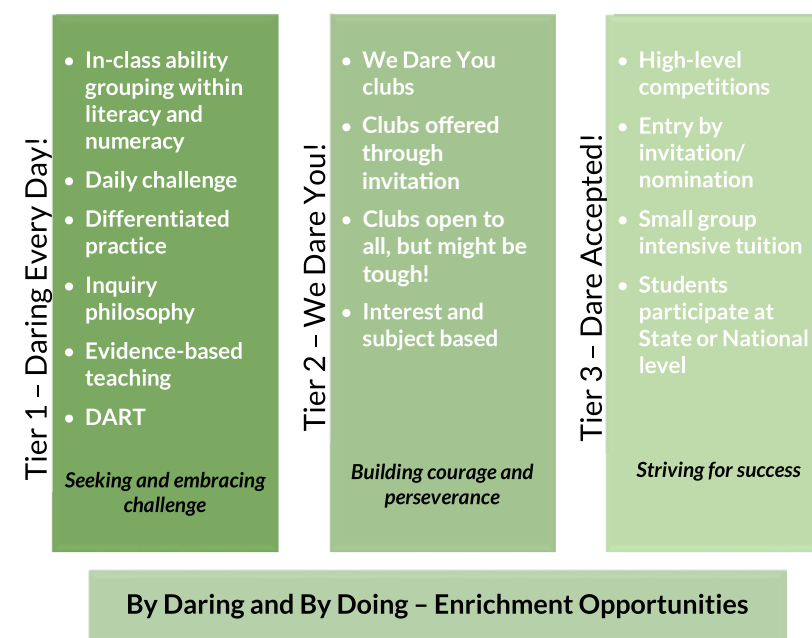 Tier 1 – Daring Every Day!
• In-class ability
grouping within
literacy and
numeracy
• Daily challenge
• Differentiated
practice
• Inquiry
philosophy
• Evidence-based
teaching
• DART
Seeking and embracing
challenge
Tier 2 – We Dare You!
• We Dare You
clubs
• Clubs offered
through
invitation
• Clubs open to
all, but might be
tough!
• Interest and
subject based
Building courage and
perseverance
Tier 3 – Dare Accepted!
• High-level
competitions
• Entry by
invitation/
nomination
• Small group
intensive tuition
• Students
participate at
State or National
level
Striving for success
By Daring and By Doing – Enrichment Opportunities